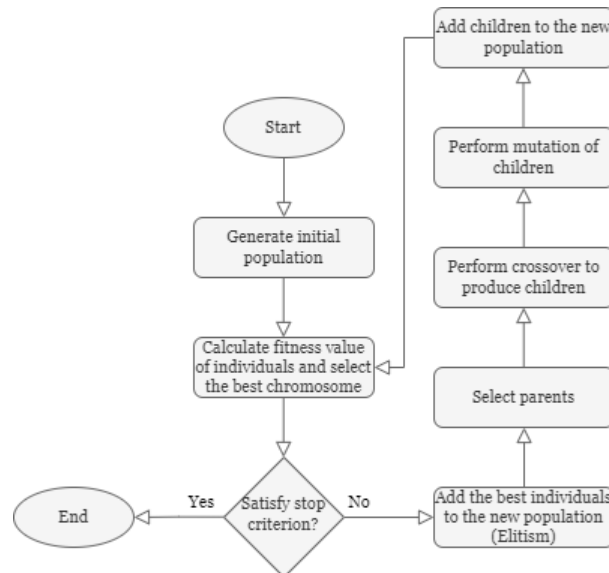 Start
Generate initial
population
Calculate fitness value
of individuals and select
the best chromosome
Satisfy stop
criterion?
Yes
End
No
Add the best individuals
to the new population
(Elitism)
Select parents
Perform crossover to
produce children
Perform mutation of
children
Add children to the new
population